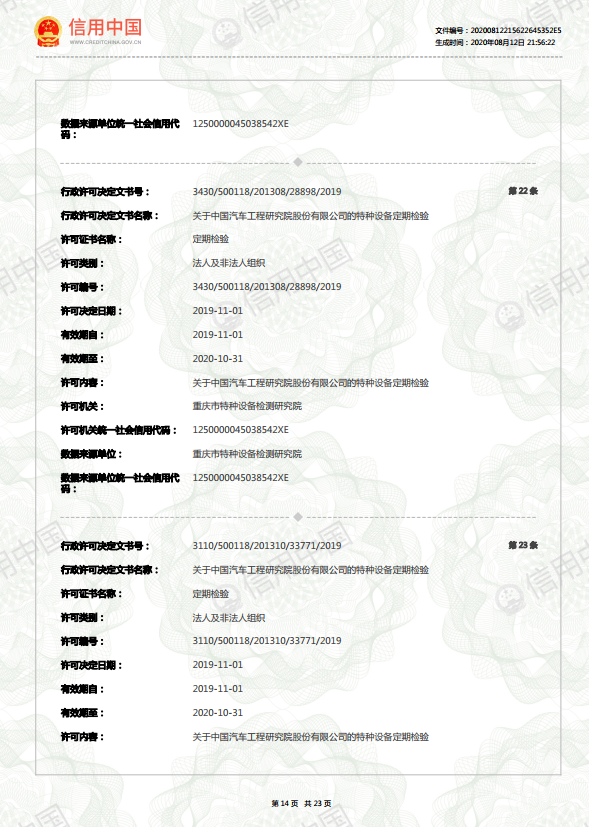 信用中国
WWW.CREDITCHINA.GOV.CN
文件编号：20200812215622645352E5
生成时间：2020年08月12日 21:56:22
数据来源单位统一社会信用代码： 1250000045038542XE
行政许可决定文书号： 3430/500118/201308/28898/2019 第 22 条
行政许可决定文书名称： 关于中国汽车工程研究院股份有限公司的特种设备定期检验
许可证书名称： 定期检验
许可类别： 法人及非法人组织
许可编号： 3430/500118/201308/28898/2019
许可决定日期： 2019-11-01
有效期自： 2019-11-01
有效期至： 2020-10-31
许可内容： 关于中国汽车工程研究院股份有限公司的特种设备定期检验
许可机关： 重庆市特种设备检测研究院
许可机关统一社会信用代码： 1250000045038542XE
数据来源单位： 重庆市特种设备检测研究院
数据来源单位统一社会信用代码： 1250000045038542XE
行政许可决定文书号： 3110/500118/201310/33771/2019 第 23 条
行政许可决定文书名称： 关于中国汽车工程研究院股份有限公司的特种设备定期检验
许可证书名称： 定期检验
许可类别： 法人及非法人组织
许可编号： 3110/500118/201310/33771/2019
许可决定日期： 2019-11-01
有效期自： 2019-11-01
有效期至： 2020-10-31
许可内容： 关于中国汽车工程研究院股份有限公司的特种设备定期检验
第 14 页 共 23 页